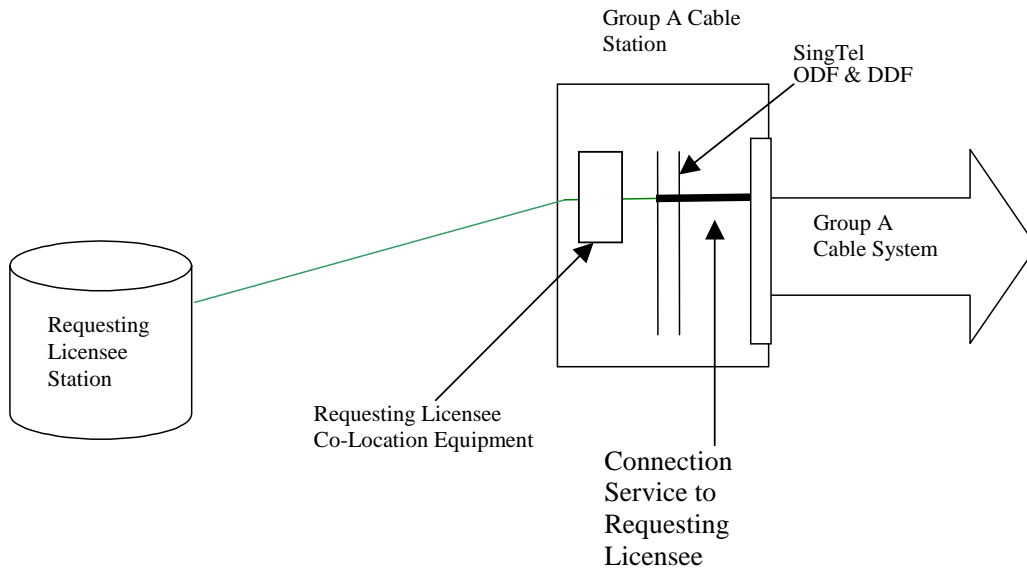 Group A Cable
Station
SingTel
ODF & DDF
Group A
Cable System
Requesting
Licensee
Station
Requesting Licensee
Co-Location Equipment
Connection
Service to
Requesting
Licensee